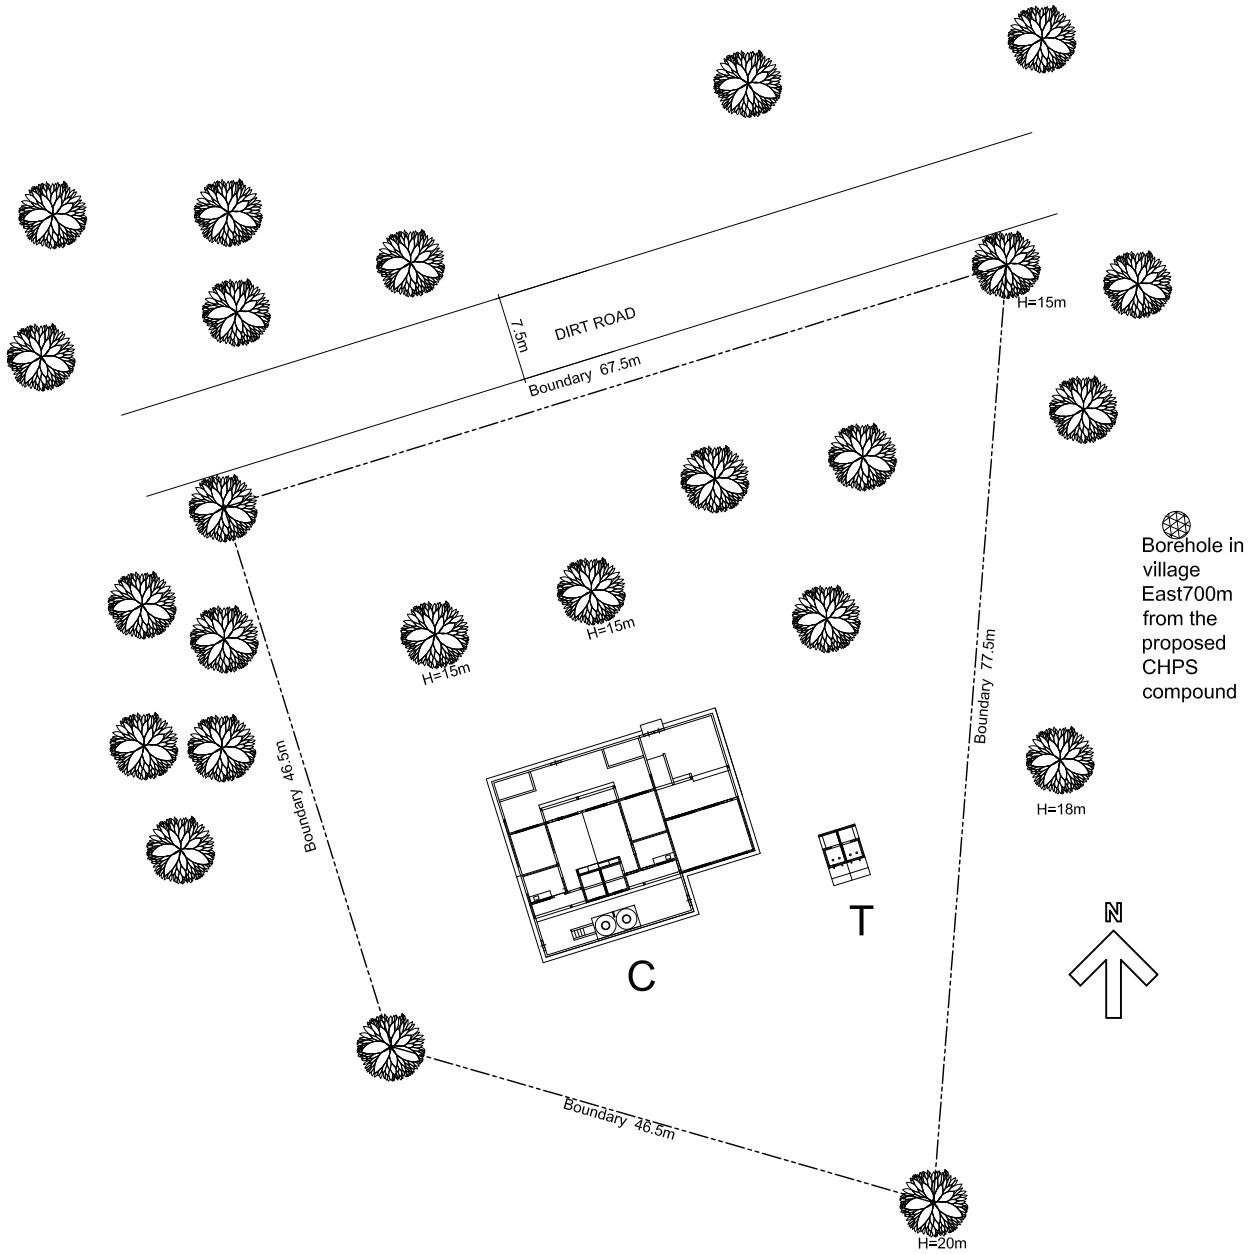 H=15m
7.5m
DIRT ROAD
Boundary 67.5m
Borehole in
village
East700m
from the
proposed
CHPS
compound
H=15m
H=15m
Boundary 77.5m
Boundary 46.5m
H=18m
T
N
C
Boundary 46.5m
H=20m